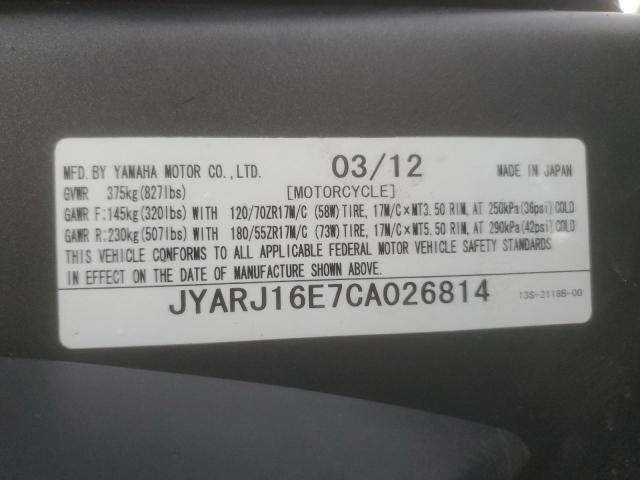 MFD. BY YAMAHA MOTOR CO., LTD. 03/12 MADE IN JAPAN
GVWR 375kg(827lbs) [MOTORCYCLE]
GAWR F:145kg(320lbs) WITH 120/70ZR17M/C (58W) TIRE, 17M/C×MT3.50 RIM, AT 250kPa(36psi) COLD
GAWR R:230kg(507lbs) WITH 180/55ZR17M/C (73W) TIRE, 17M/C×MT5.50 RIM, AT 290kPa(42psi) COLD
THIS VEHICLE CONFORMS TO ALL APPLICABLE FEDERAL MOTOR VEHICLE SAFETY STANDARDS
IN EFFECT ON THE DATE OF MANUFACTURE SHOWN ABOVE.
JYARJ16E7CA026814 13S-2118B-00